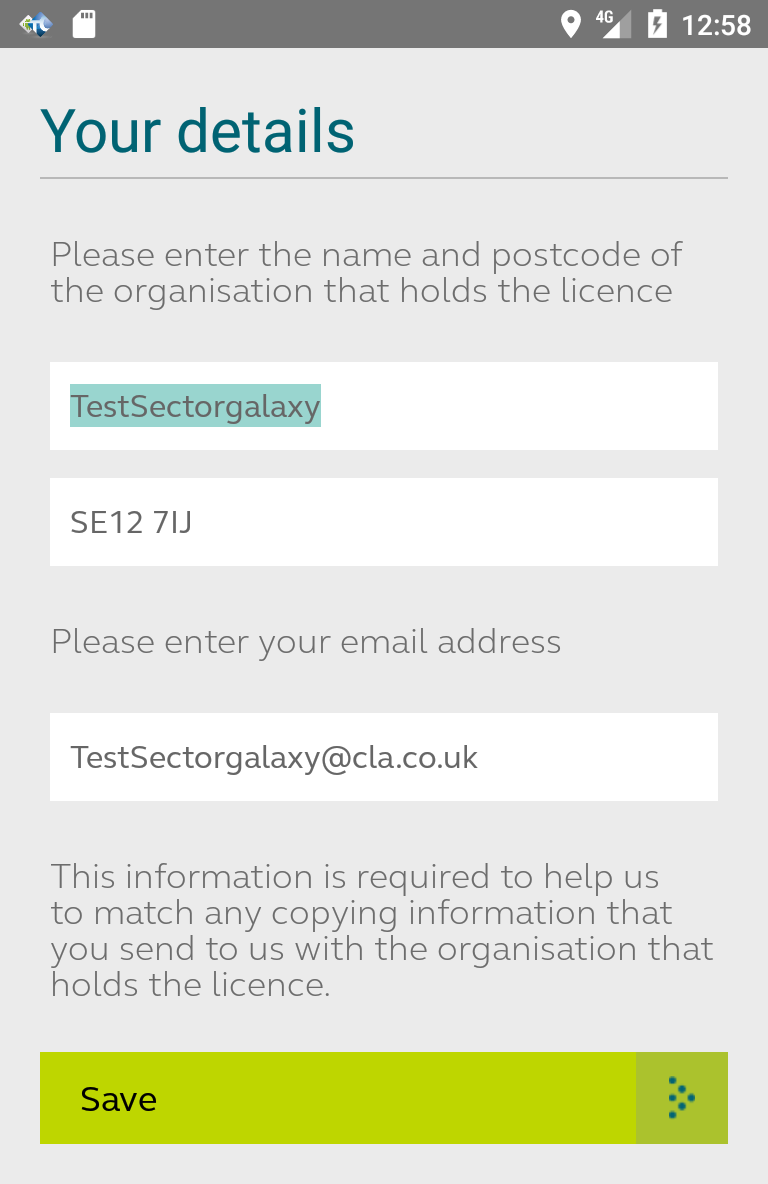 4G 12:58
Your details
Please enter the name and postcode of
the organisation that holds the licence
TestSectorgalaxy
SE12 7IJ
Please enter your email address
TestSectorgalaxy@cla.co.uk
This information is required to help us
to match any copying information that
you send to us with the organisation that
holds the licence.
Save